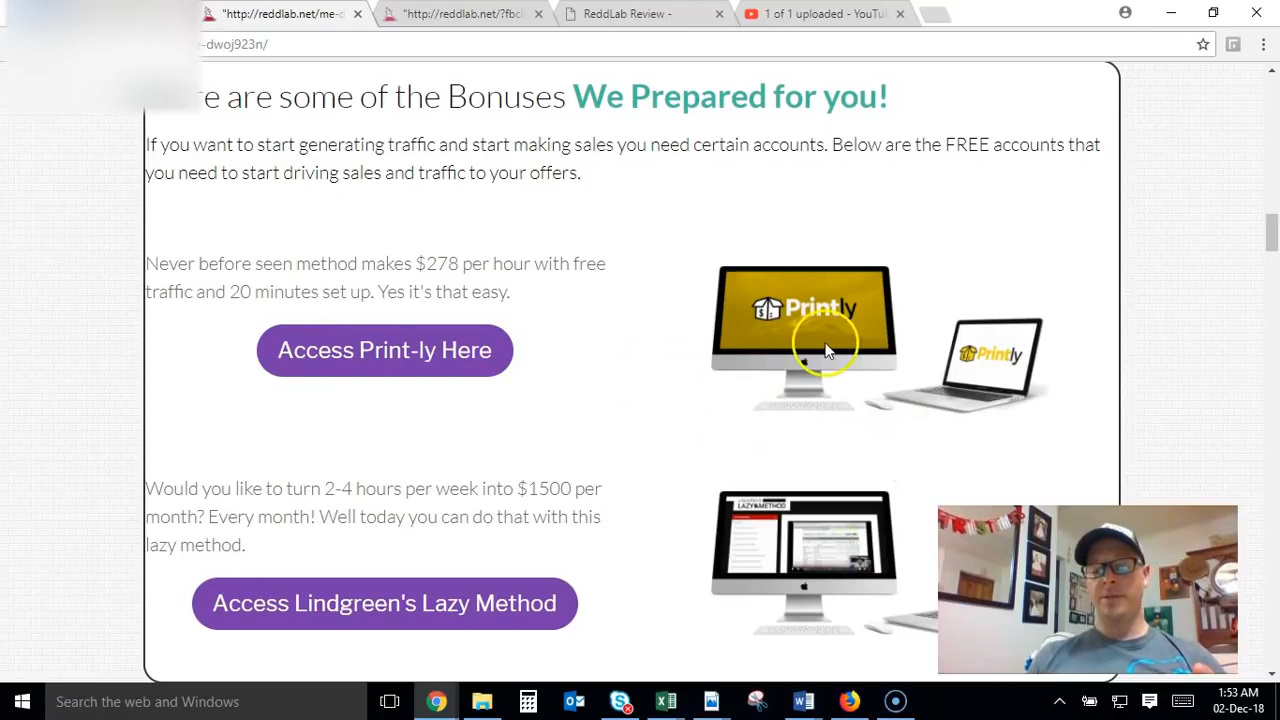 "http://reddlab.net/me-c
"http://reddlab.net/?fbcl
ReddLab Review -
1 of 1 uploaded - YouTu
-dwoj923n/
re are some of the Bonuses We Prepared for you!
If you want to start generating traffic and start making sales you need certain accounts. Below are the FREE accounts that
you need to start driving sales and traffic to your offers.
Never before seen method makes $278 per hour with free
traffic and 20 minutes set up. Yes it's that easy.
Access Print-ly Here
Printly
Printly
Would you like to turn 2-4 hours per week into $1500 per
month? Every month! Well today you can do that with this
lazy method.
Access Lindgreen's Lazy Method
LAZY METHOD
Search the web and Windows
1:53 AM
02-Dec-18